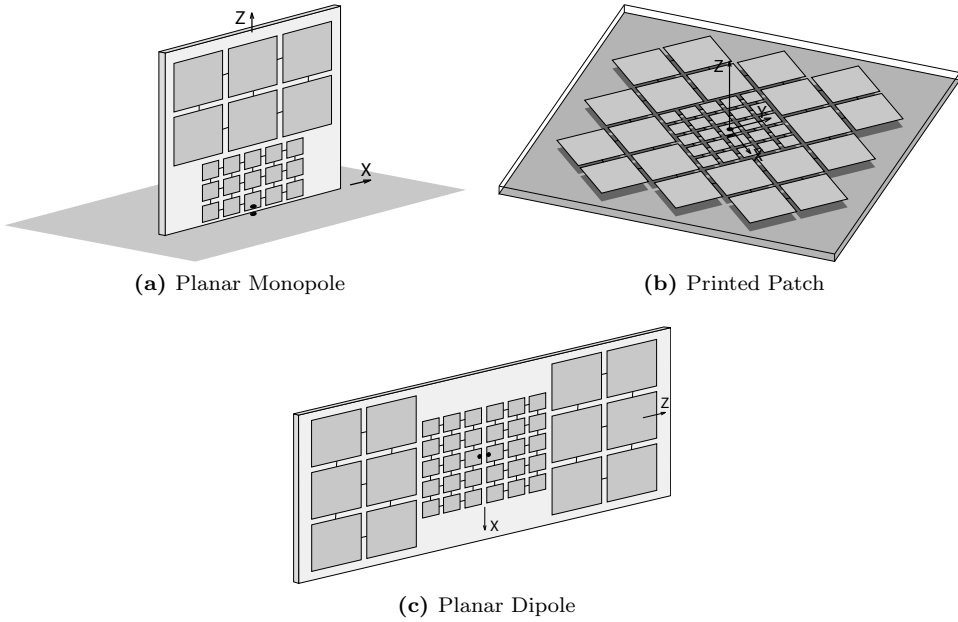 Z
X
(a) Planar Monopole
Z
Y
X
(b) Printed Patch
Z
X
(c) Planar Dipole